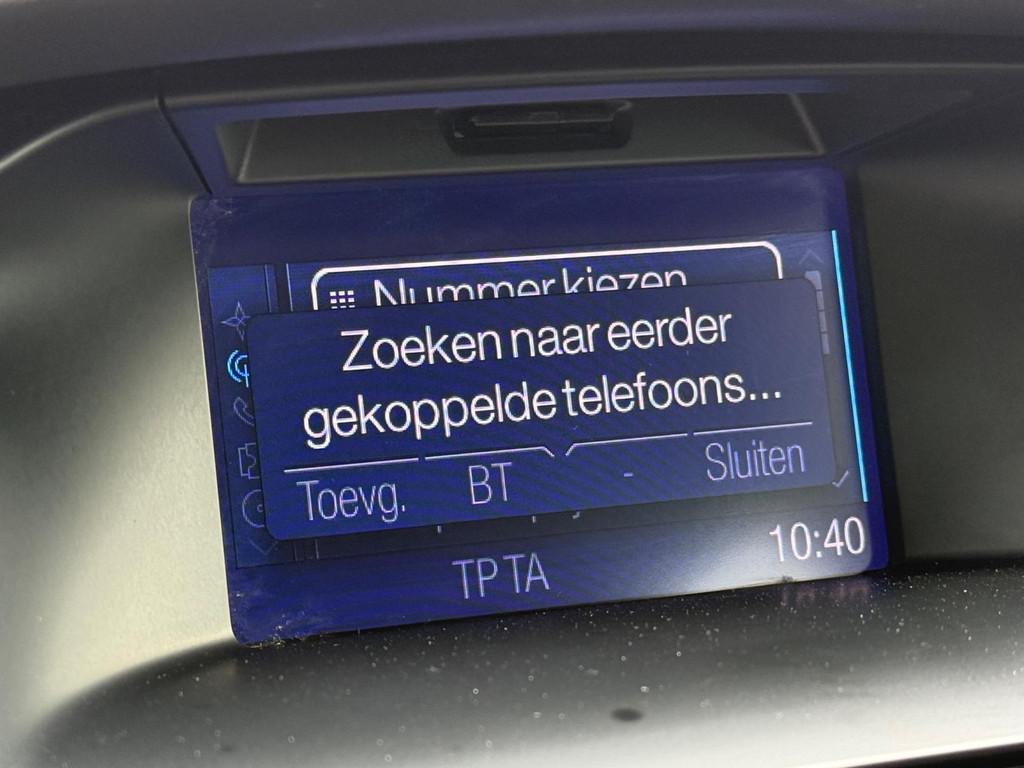 Nummer kiezen
Zoeken naar eerder
gekoppelde telefoons...
Toevg. BT - Sluiten
10:40
TP TA